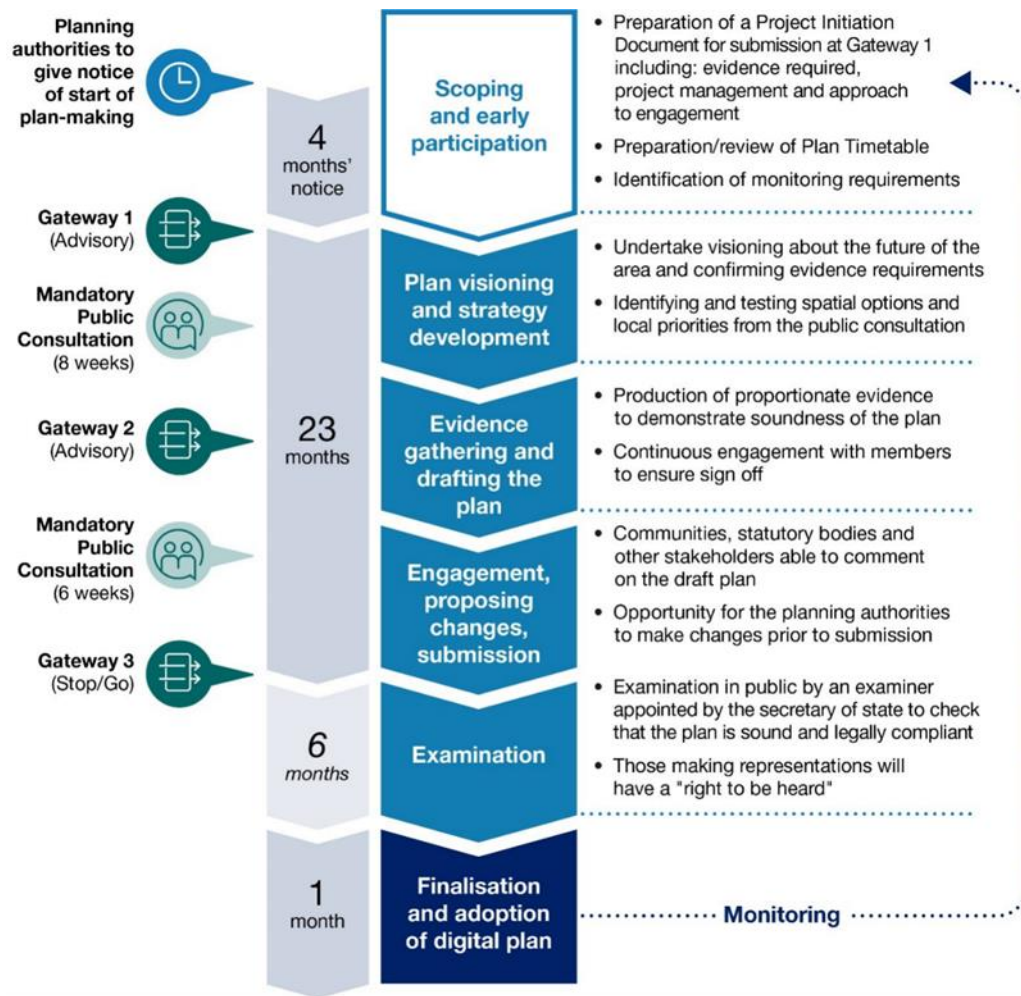 Planning
authorities to
give notice
of start of
plan-making
4
months'
notice
Scoping
and early
participation
• Preparation of a Project Initiation
Document for submission at Gateway 1
including: evidence required,
project management and approach
to engagement
• Preparation/review of Plan Timetable
• Identification of monitoring requirements
Gateway 1
(Advisory)
Mandatory
Public
Consultation
(8 weeks)
Plan visioning
and strategy
development
• Undertake visioning about the future of the
area and confirming evidence requirements
• Identifying and testing spatial options and
local priorities from the public consultation
Gateway 2
(Advisory)
23
months
Evidence
gathering and
drafting the
plan
• Production of proportionate evidence
to demonstrate soundness of the plan
• Continuous engagement with members
to ensure sign off
Mandatory
Public
Consultation
(6 weeks)
Engagement,
proposing
changes,
submission
• Communities, statutory bodies and
other stakeholders able to comment
on the draft plan
• Opportunity for the planning authorities
to make changes prior to submission
Gateway 3
(Stop/Go)
6
months
Examination
• Examination in public by an examiner
appointed by the secretary of state to check
that the plan is sound and legally compliant
• Those making representations will
have a "right to be heard"
1
month
Finalisation
and adoption
of digital plan
Monitoring